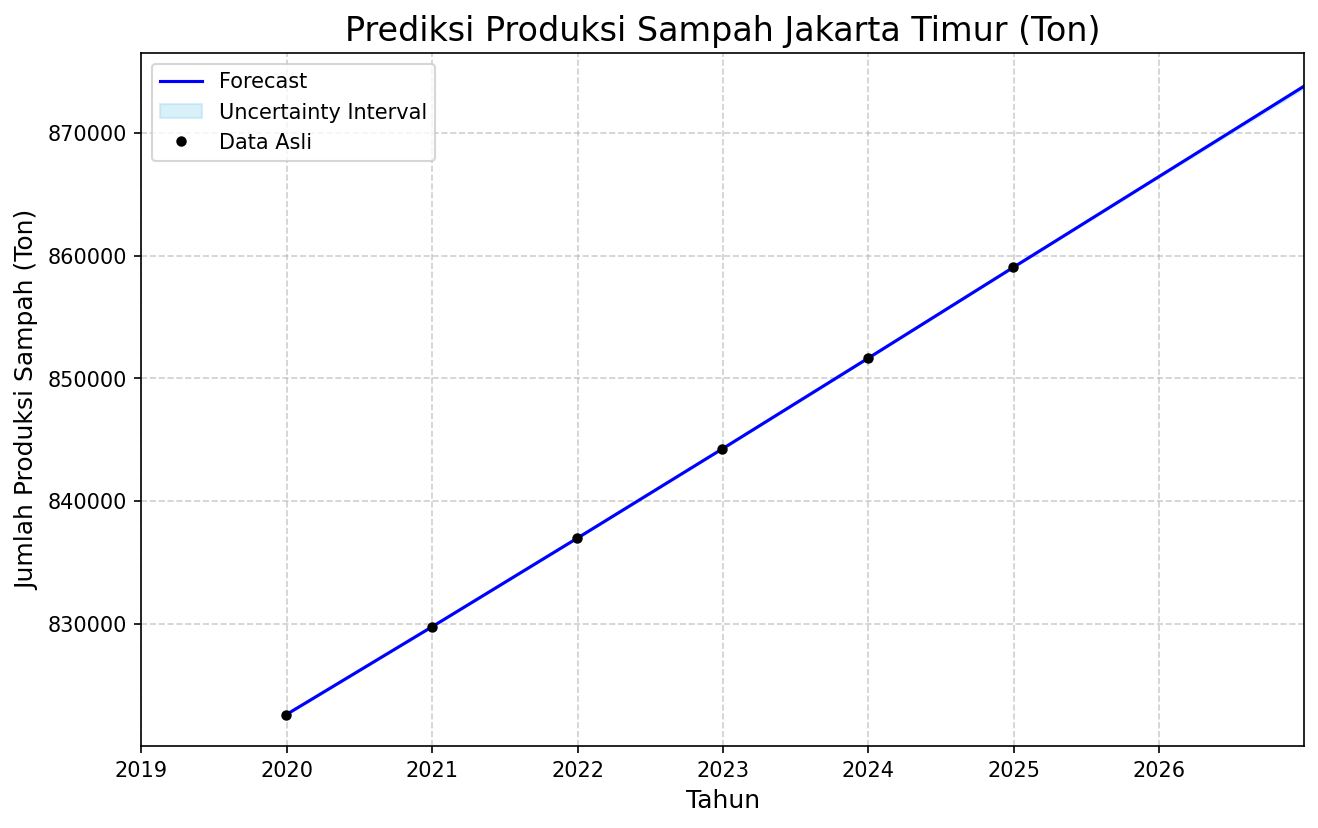 Prediksi Produksi Sampah Jakarta Timur (Ton)
Forecast
Uncertainty Interval
Data Asli
Jumlah Produksi Sampah (Ton)
870000
860000
850000
840000
830000
2019 2020 2021 2022 2023 2024 2025 2026
Tahun